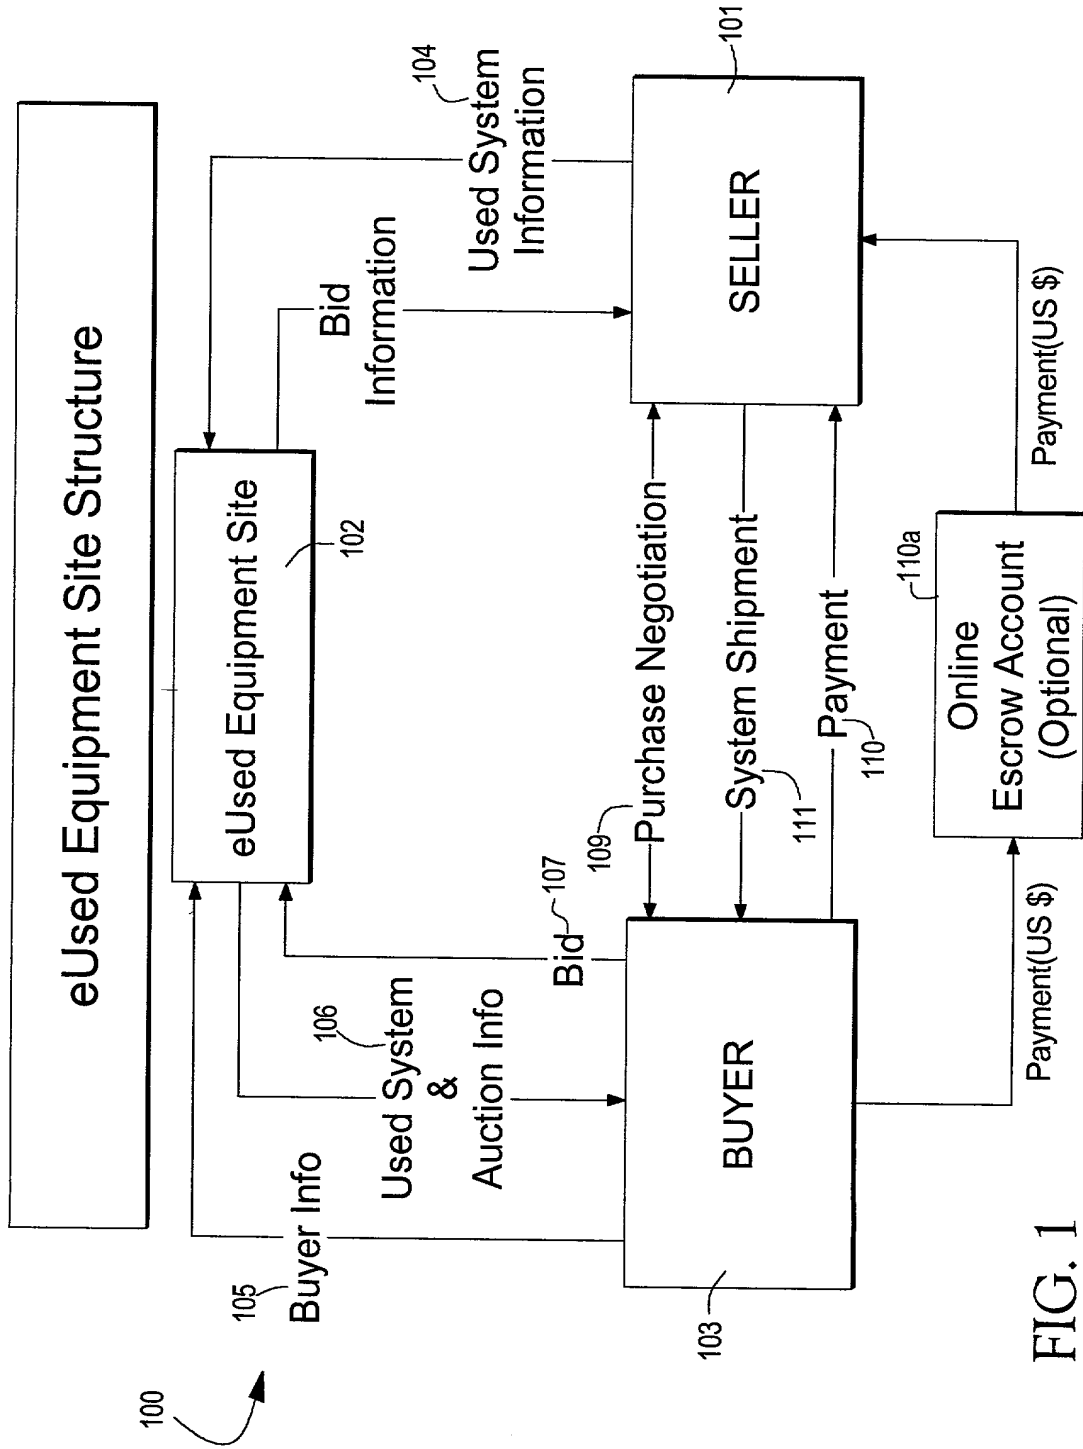 eUsed Equipment Site Structure
100
105
Buyer Info
106
Used System
&
Auction Info
Bid
107
eUsed Equipment Site
102
Bid
Information
104
Used System
Information
109
Purchase Negotiation
System Shipment
111
Payment
110
BUYER
103
SELLER
101
Payment(US $)
110a
Online
Escrow Account
(Optional)
Payment(US $)
FIG. 1